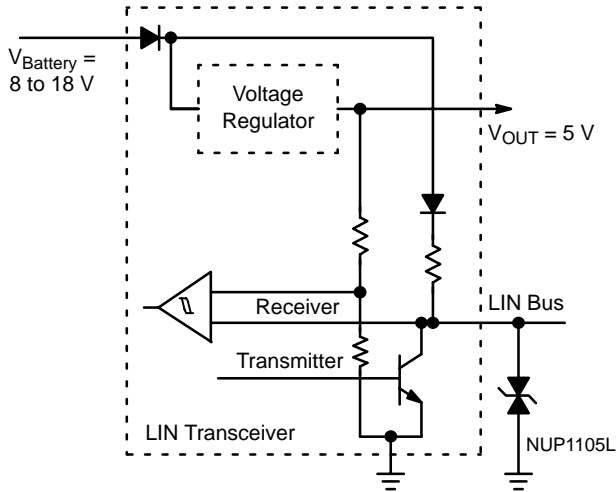 V_Battery =
8 to 18 V
Voltage
Regulator
V_OUT = 5 V
Receiver
LIN Bus
Transmitter
LIN Transceiver
NUP1105L